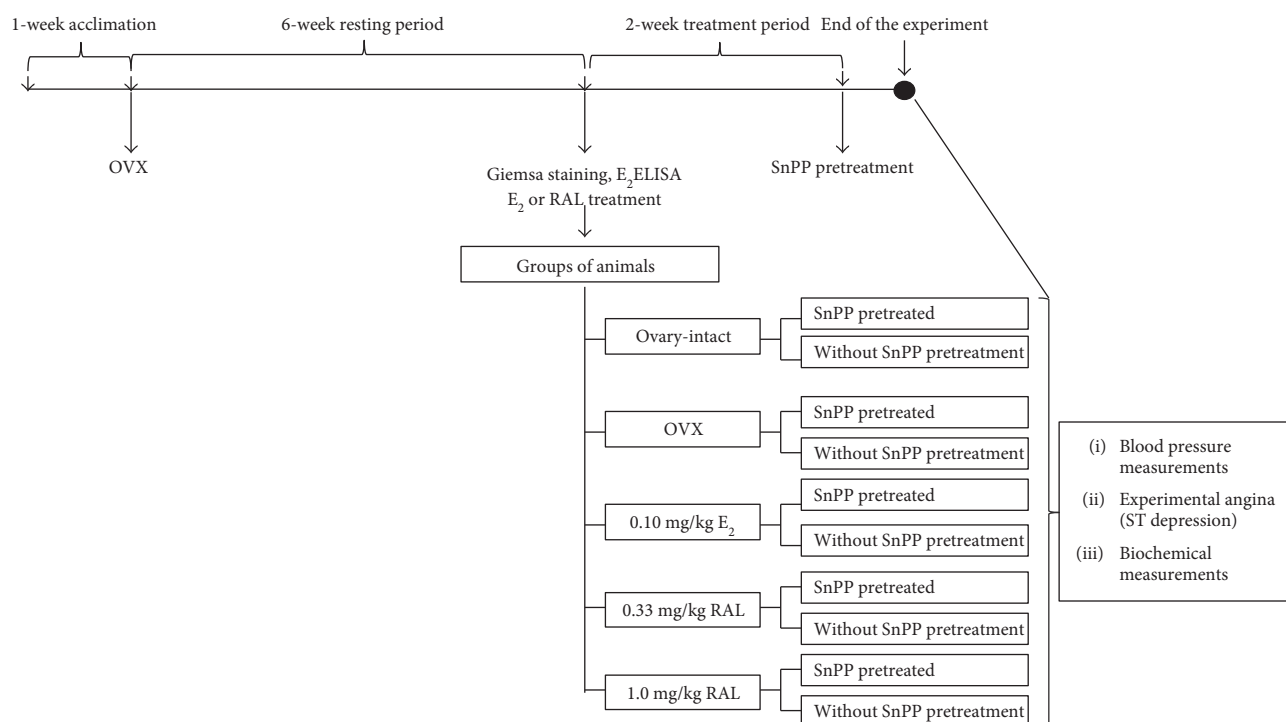 1-week acclimation
6-week resting period
2-week treatment period
End of the experiment
OVX
Giemsa staining, E₂ELISA
E₂ or RAL treatment
SnPP pretreatment
Groups of animals
Ovary-intact
SnPP pretreated
Without SnPP pretreatment
OVX
SnPP pretreated
Without SnPP pretreatment
0.10 mg/kg E₂
SnPP pretreated
Without SnPP pretreatment
0.33 mg/kg RAL
SnPP pretreated
Without SnPP pretreatment
1.0 mg/kg RAL
SnPP pretreated
Without SnPP pretreatment
(i) Blood pressure
measurements
(ii) Experimental angina
(ST depression)
(iii) Biochemical
measurements